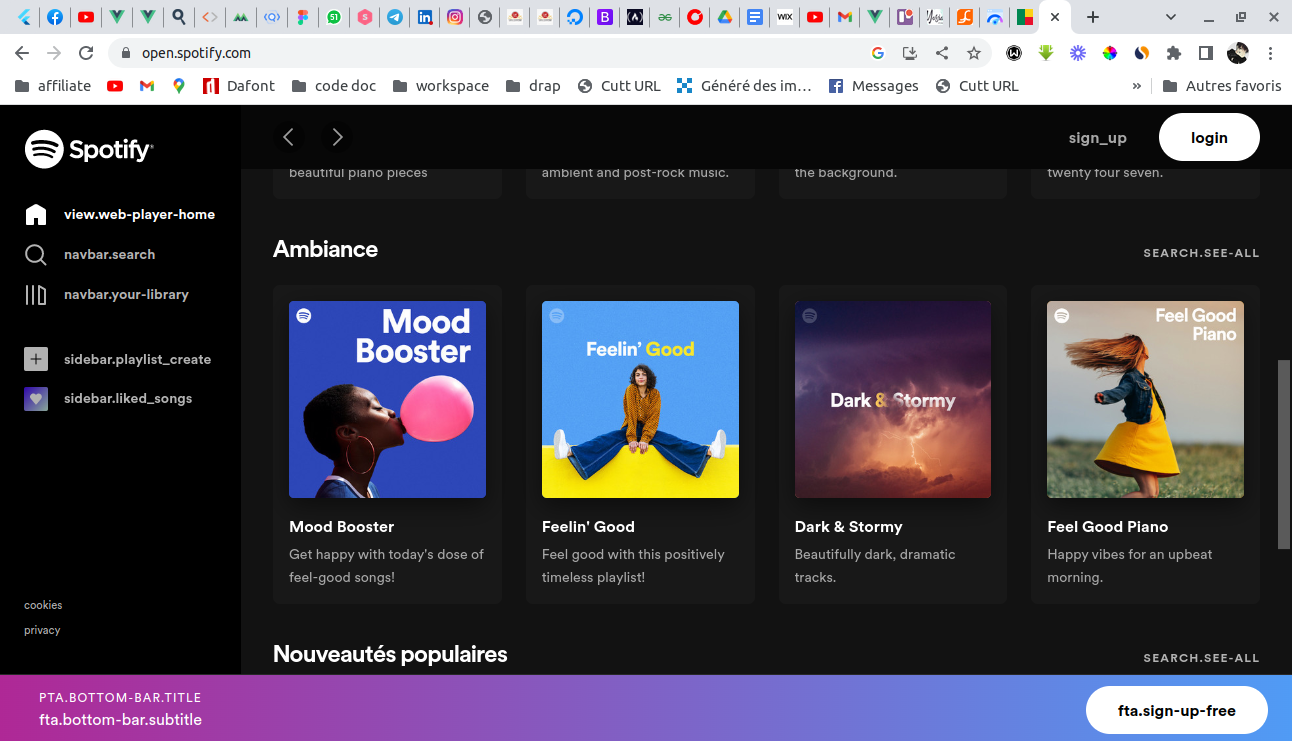 WIX
open.spotify.com
affiliate
Dafont
code doc
workspace
drap
Cutt URL
Généré des im…
Messages
Cutt URL
»
Autres favoris
Spotify
sign_up
login
view.web-player-home
navbar.search
navbar.your-library
sidebar.playlist_create
sidebar.liked_songs
cookies
privacy
beautiful piano pieces
ambient and post-rock music.
the background.
twenty four seven.
Ambiance
SEARCH.SEE-ALL
Mood
Booster
Mood Booster
Get happy with today's dose of
feel-good songs!
Feelin' Good
Feelin' Good
Feel good with this positively
timeless playlist!
Dark & Stormy
Dark & Stormy
Beautifully dark, dramatic
tracks.
Feel Good
Piano
Feel Good Piano
Happy vibes for an upbeat
morning.
Nouveautés populaires
SEARCH.SEE-ALL
PTA.BOTTOM-BAR.TITLE
fta.bottom-bar.subtitle
fta.sign-up-free